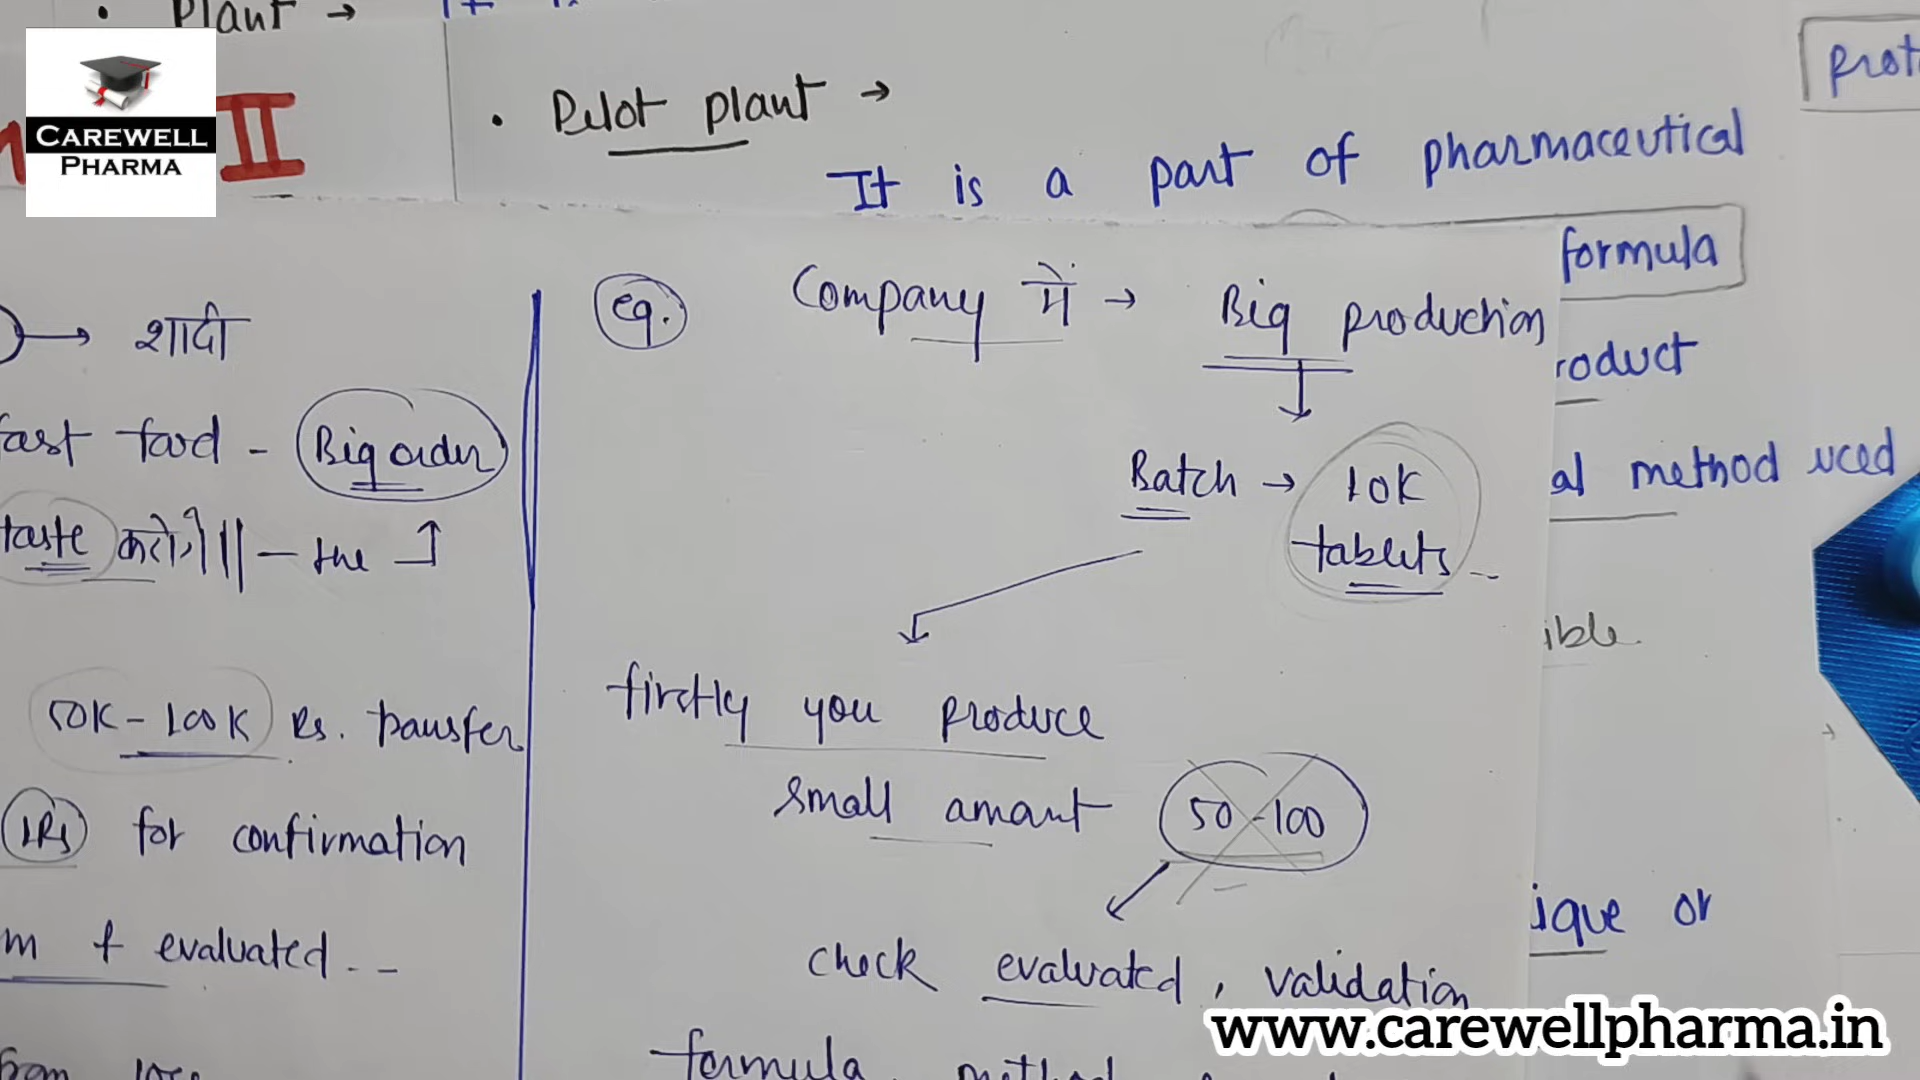 • Plant →
CAREWELL
PHARMA
II
• Pilot plant →
It is a part of pharmaceutical
formula
roduct
al method used
ible
ique or
→ शादी
fast food - Big order
taste करोगे || - the
50K - 100K Rs. transfer
1Rs for confirmation
m & evaluated --
eg. Company में → Big production
Batch → 10K
tablets --
firstly you produce
small amount 50 - 100
check evaluated, validation
formula
www.carewellpharma.in